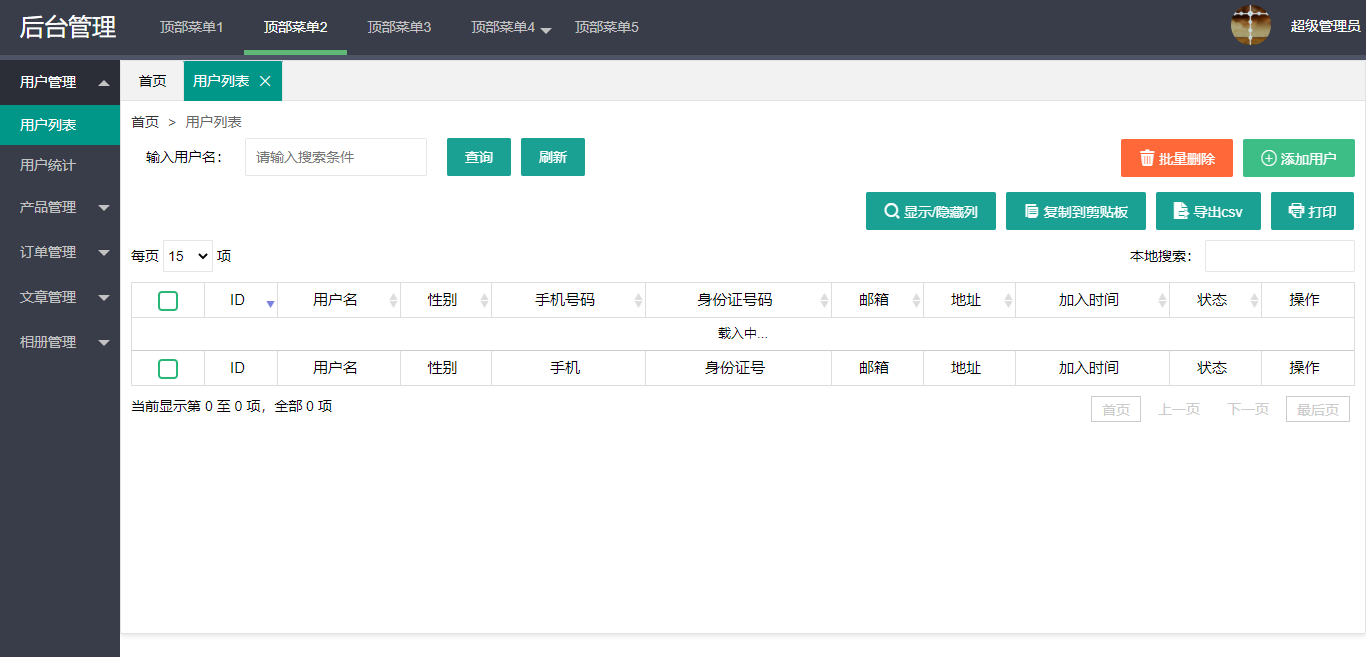 后台管理 顶部菜单1 顶部菜单2 顶部菜单3 顶部菜单4 顶部菜单5 超级管理员
用户管理
用户列表
用户统计
产品管理
订单管理
文章管理
相册管理
首页 用户列表
首页 > 用户列表
输入用户名： 请输入搜索条件 查询 刷新 批量删除 添加用户
显示/隐藏列 复制到剪贴板 导出csv 打印
每页 15 项 本地搜索：
ID 用户名 性别 手机号码 身份证号码 邮箱 地址 加入时间 状态 操作
载入中...
ID 用户名 性别 手机 身份证号 邮箱 地址 加入时间 状态 操作
当前显示第 0 至 0 项，全部 0 项 首页 上一页 下一页 最后页